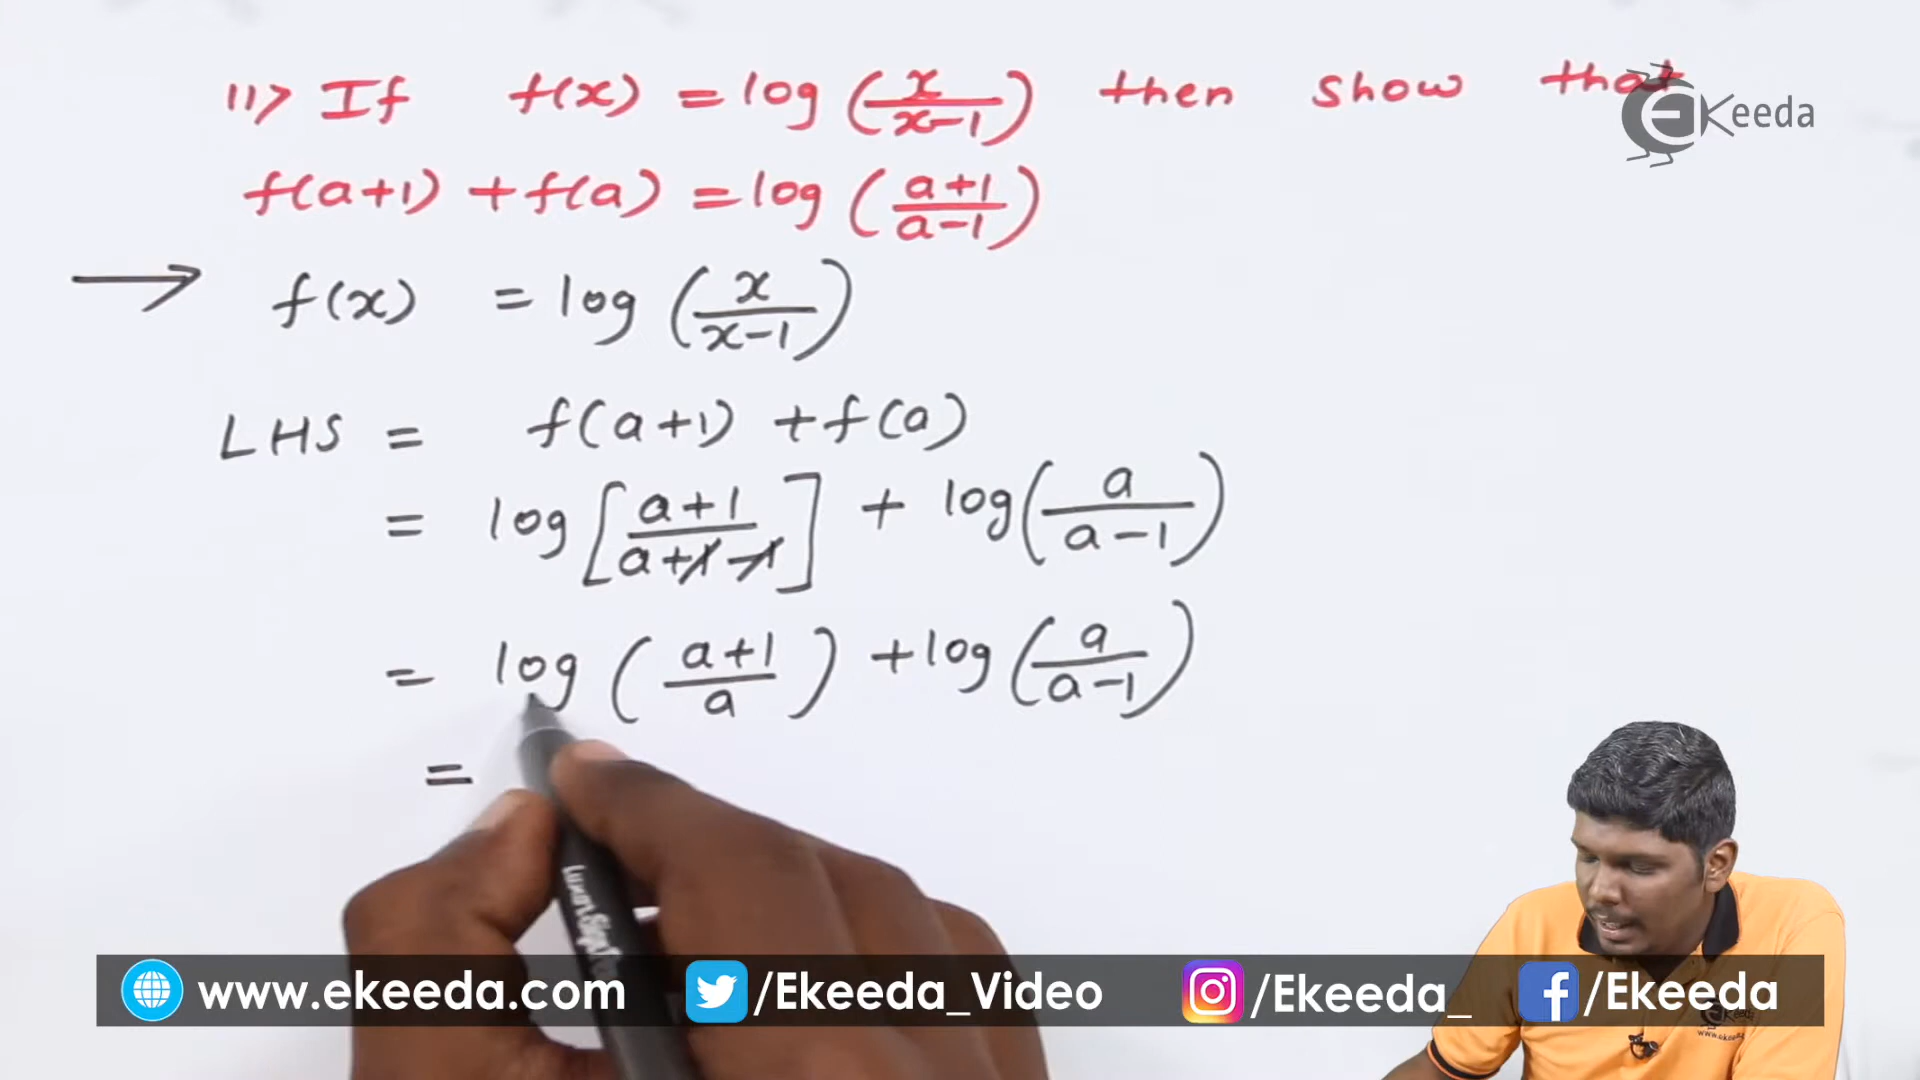 11> If f(x) = log (x/x-1) then show that
EKeeda
f(a+1) + f(a) = log (a+1/a-1)
→ f(x) = log (x/x-1)
LHS = f(a+1) + f(a)
= log [a+1/a+1-1] + log (a/a-1)
= log (a+1/a) + log (a/a-1)
=
www.ekeeda.com /Ekeeda_Video /Ekeeda_ /Ekeeda